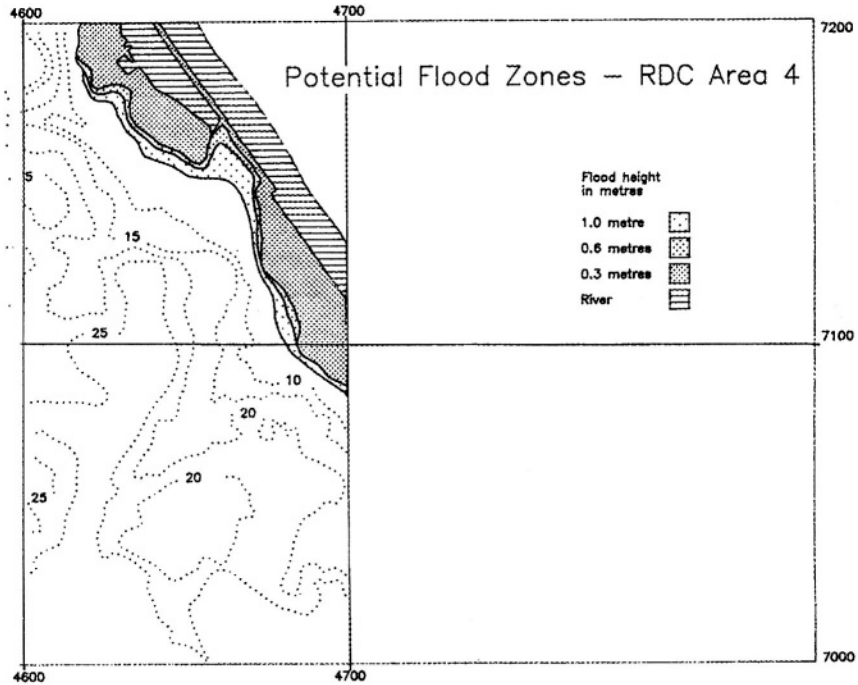 4600
4700
7200
Potential Flood Zones - RDC Area 4
Flood height
in metres
5
1.0 metre
0.6 metres
15
0.3 metres
River
25
7100
10
20
20
25
7000
4600
4700